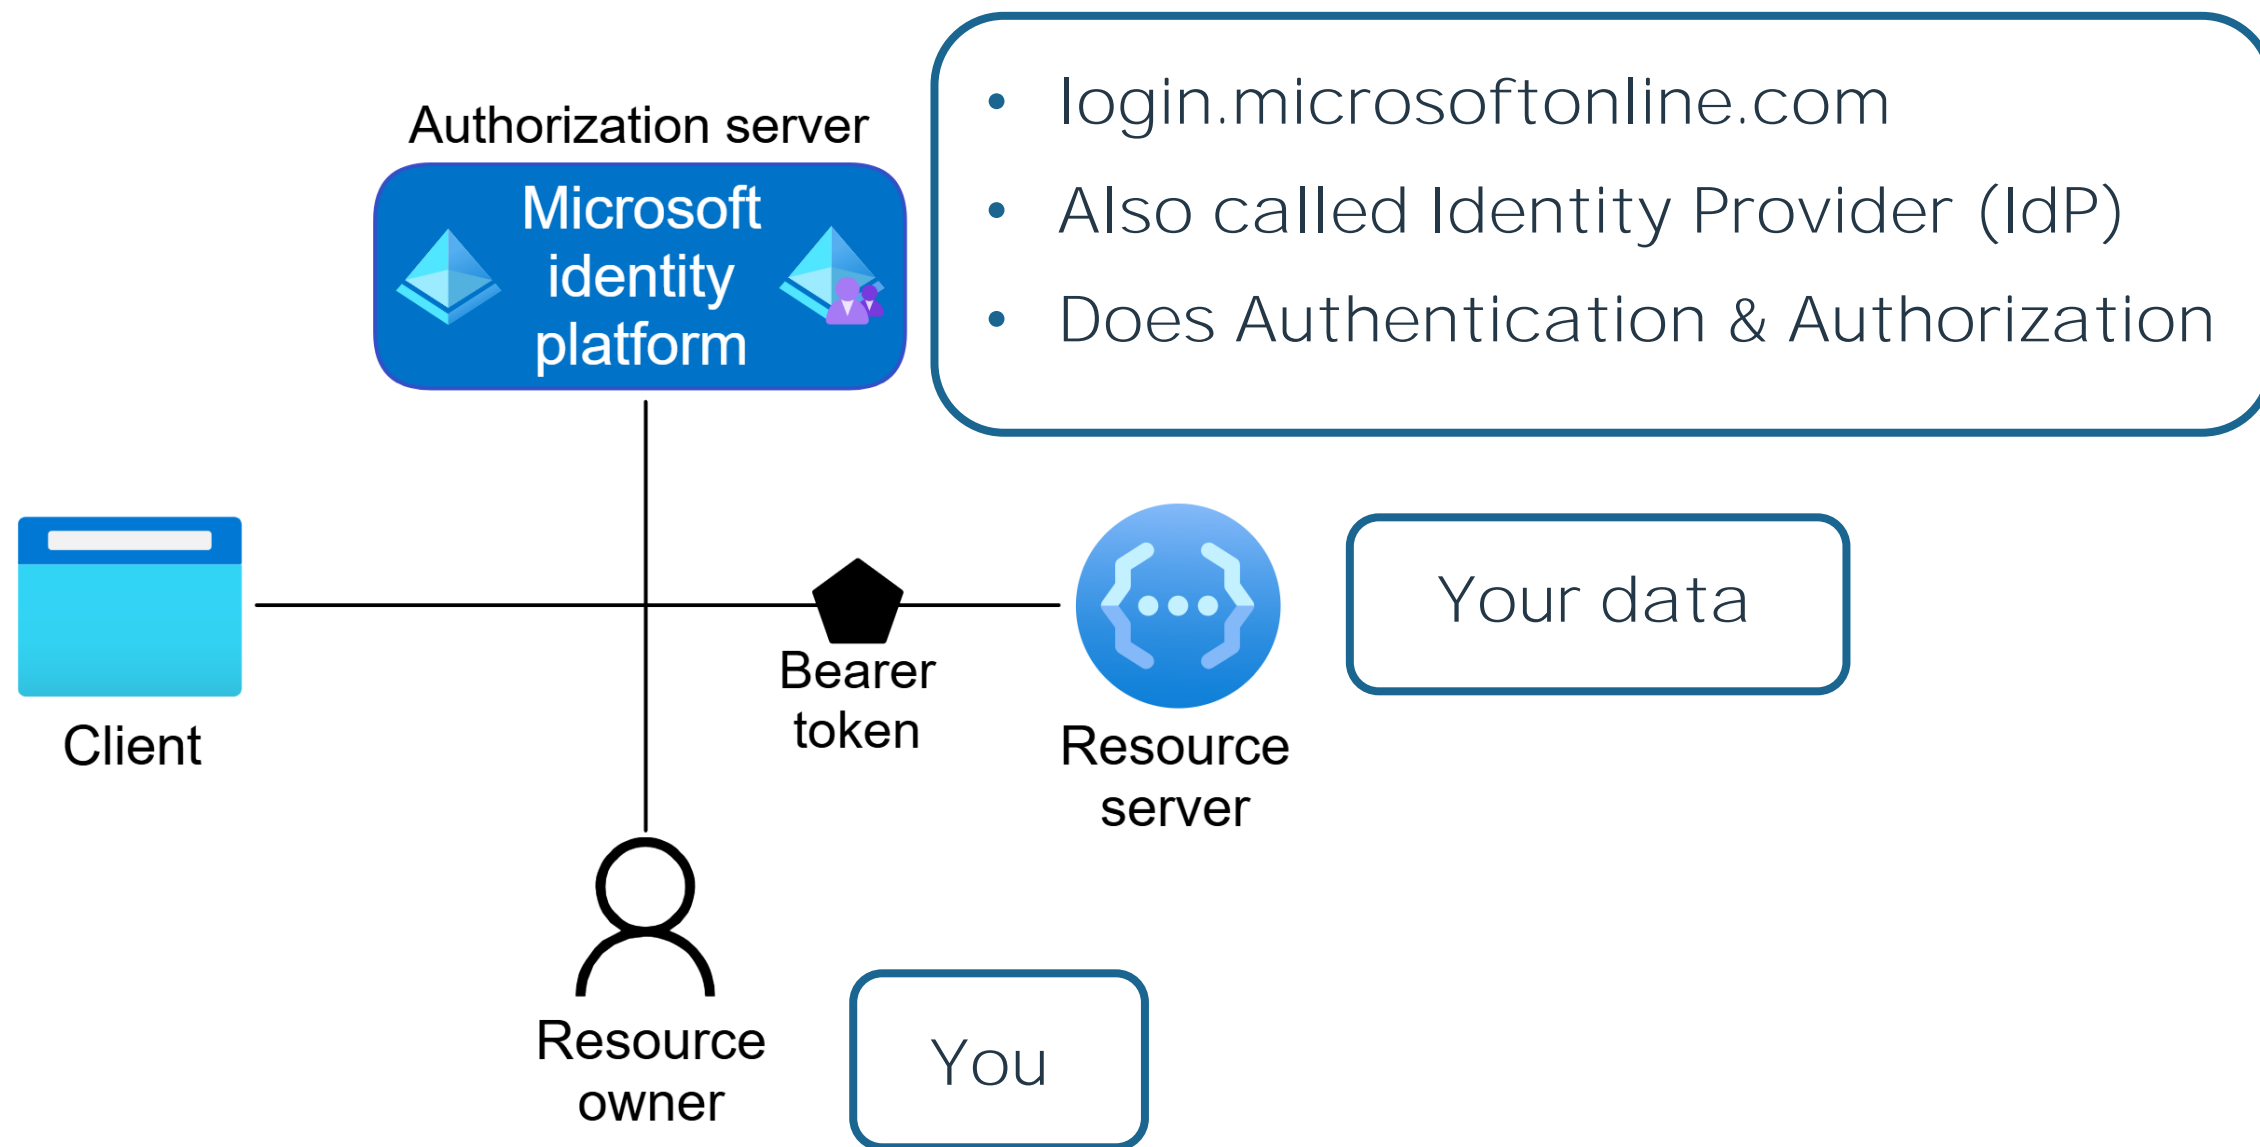 Authorization server
Microsoft
identity
platform
• login.microsoftonline.com
• Also called Identity Provider (IdP)
• Does Authentication & Authorization
Client
Bearer
token
Resource
server
Your data
Resource
owner
You